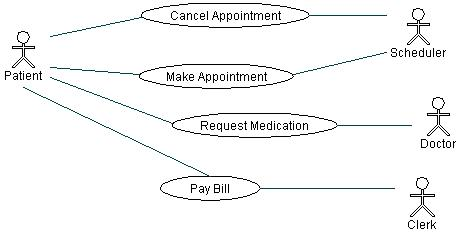 Cancel Appointment
Scheduler
Patient
Make Appointment
Request Medication
Doctor
Pay Bill
Clerk